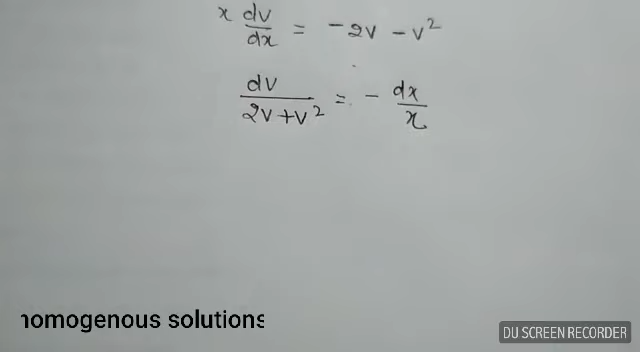 x dv/dx = -2v - v²
dv/2v+v² = - dx/x
homogenous solutions
DU SCREEN RECORDER